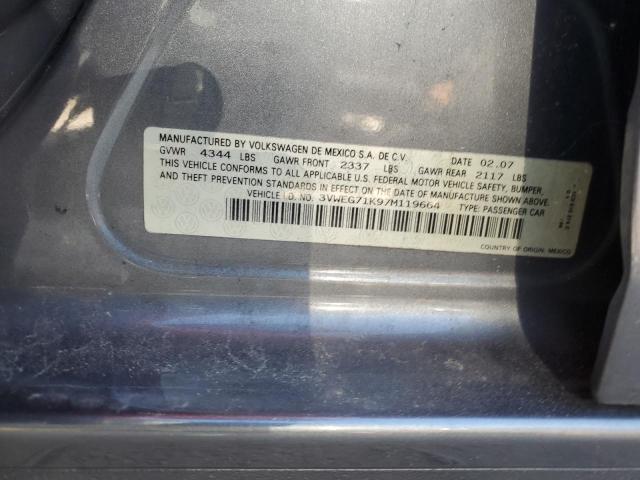 MANUFACTURED BY VOLKSWAGEN DE MEXICO S.A. DE C.V. DATE 02.07
GVWR 4344 LBS GAWR FRONT 2337 LBS GAWR REAR 2117 LBS
THIS VEHICLE CONFORMS TO ALL APPLICABLE U.S. FEDERAL MOTOR VEHICLE SAFETY, BUMPER,
AND THEFT PREVENTION STANDARDS IN EFFECT ON THE DATE OF MANUFACTURE SHOWN ABOVE.
VEHICLE I.D. NO.: 3VWEG71K97M119664 TYPE: PASSENGER CAR
COUNTRY OF ORIGIN: MEXICO